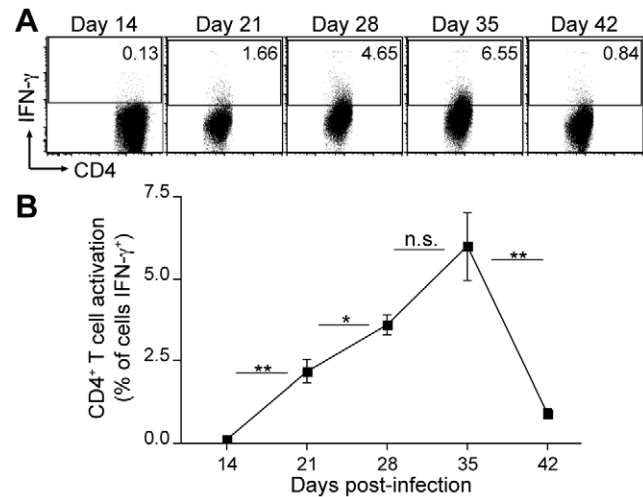 A
Day 14 Day 21 Day 28 Day 35 Day 42
0.13 1.66 4.65 6.55 0.84
IFN-γ
CD4
B
CD4⁺ T cell activation
(% of cells IFN-γ⁺)
7.5
5.0
2.5
0.0
** * n.s. **
14 21 28 35 42
Days post-infection